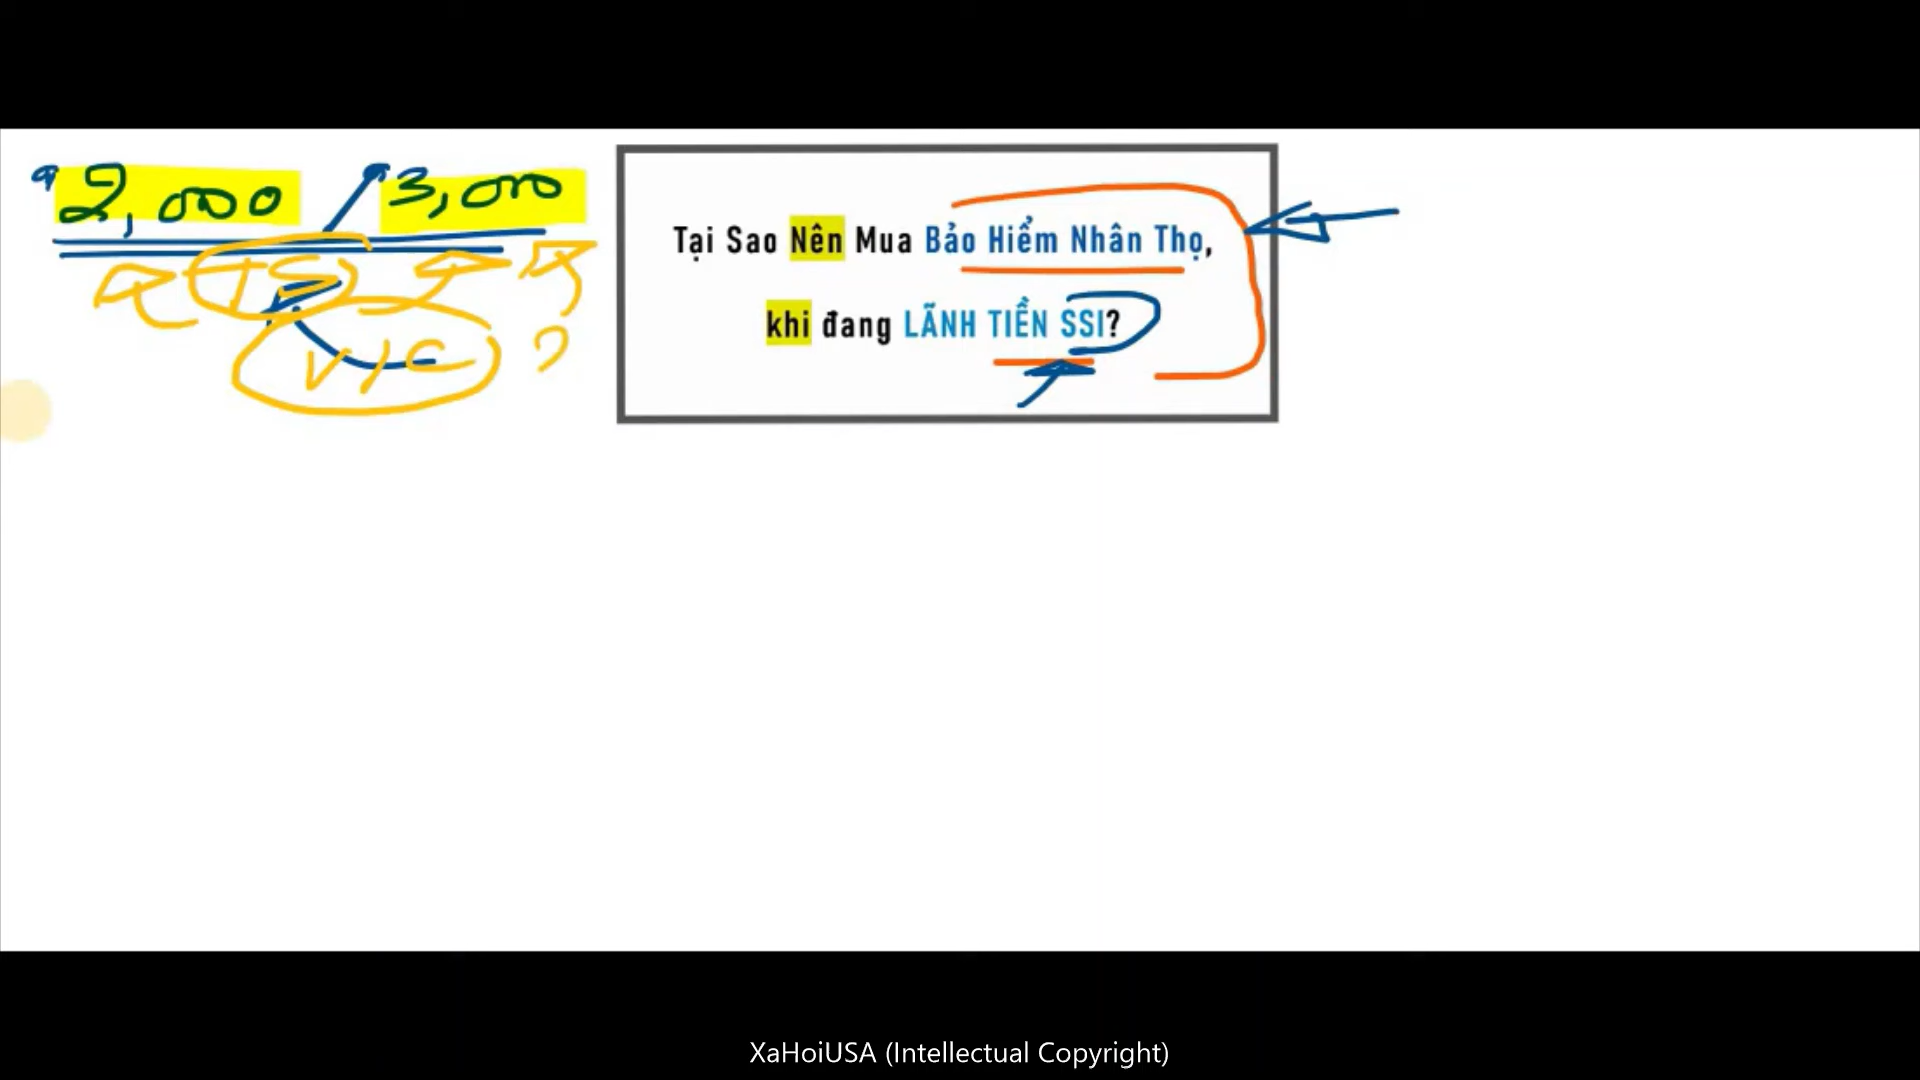 2,000 3,000
Tại Sao Nên Mua Bảo Hiểm Nhân Thọ,
khi đang LÃNH TIỀN SSI?
TS
V/C ?
XaHoiUSA (Intellectual Copyright)